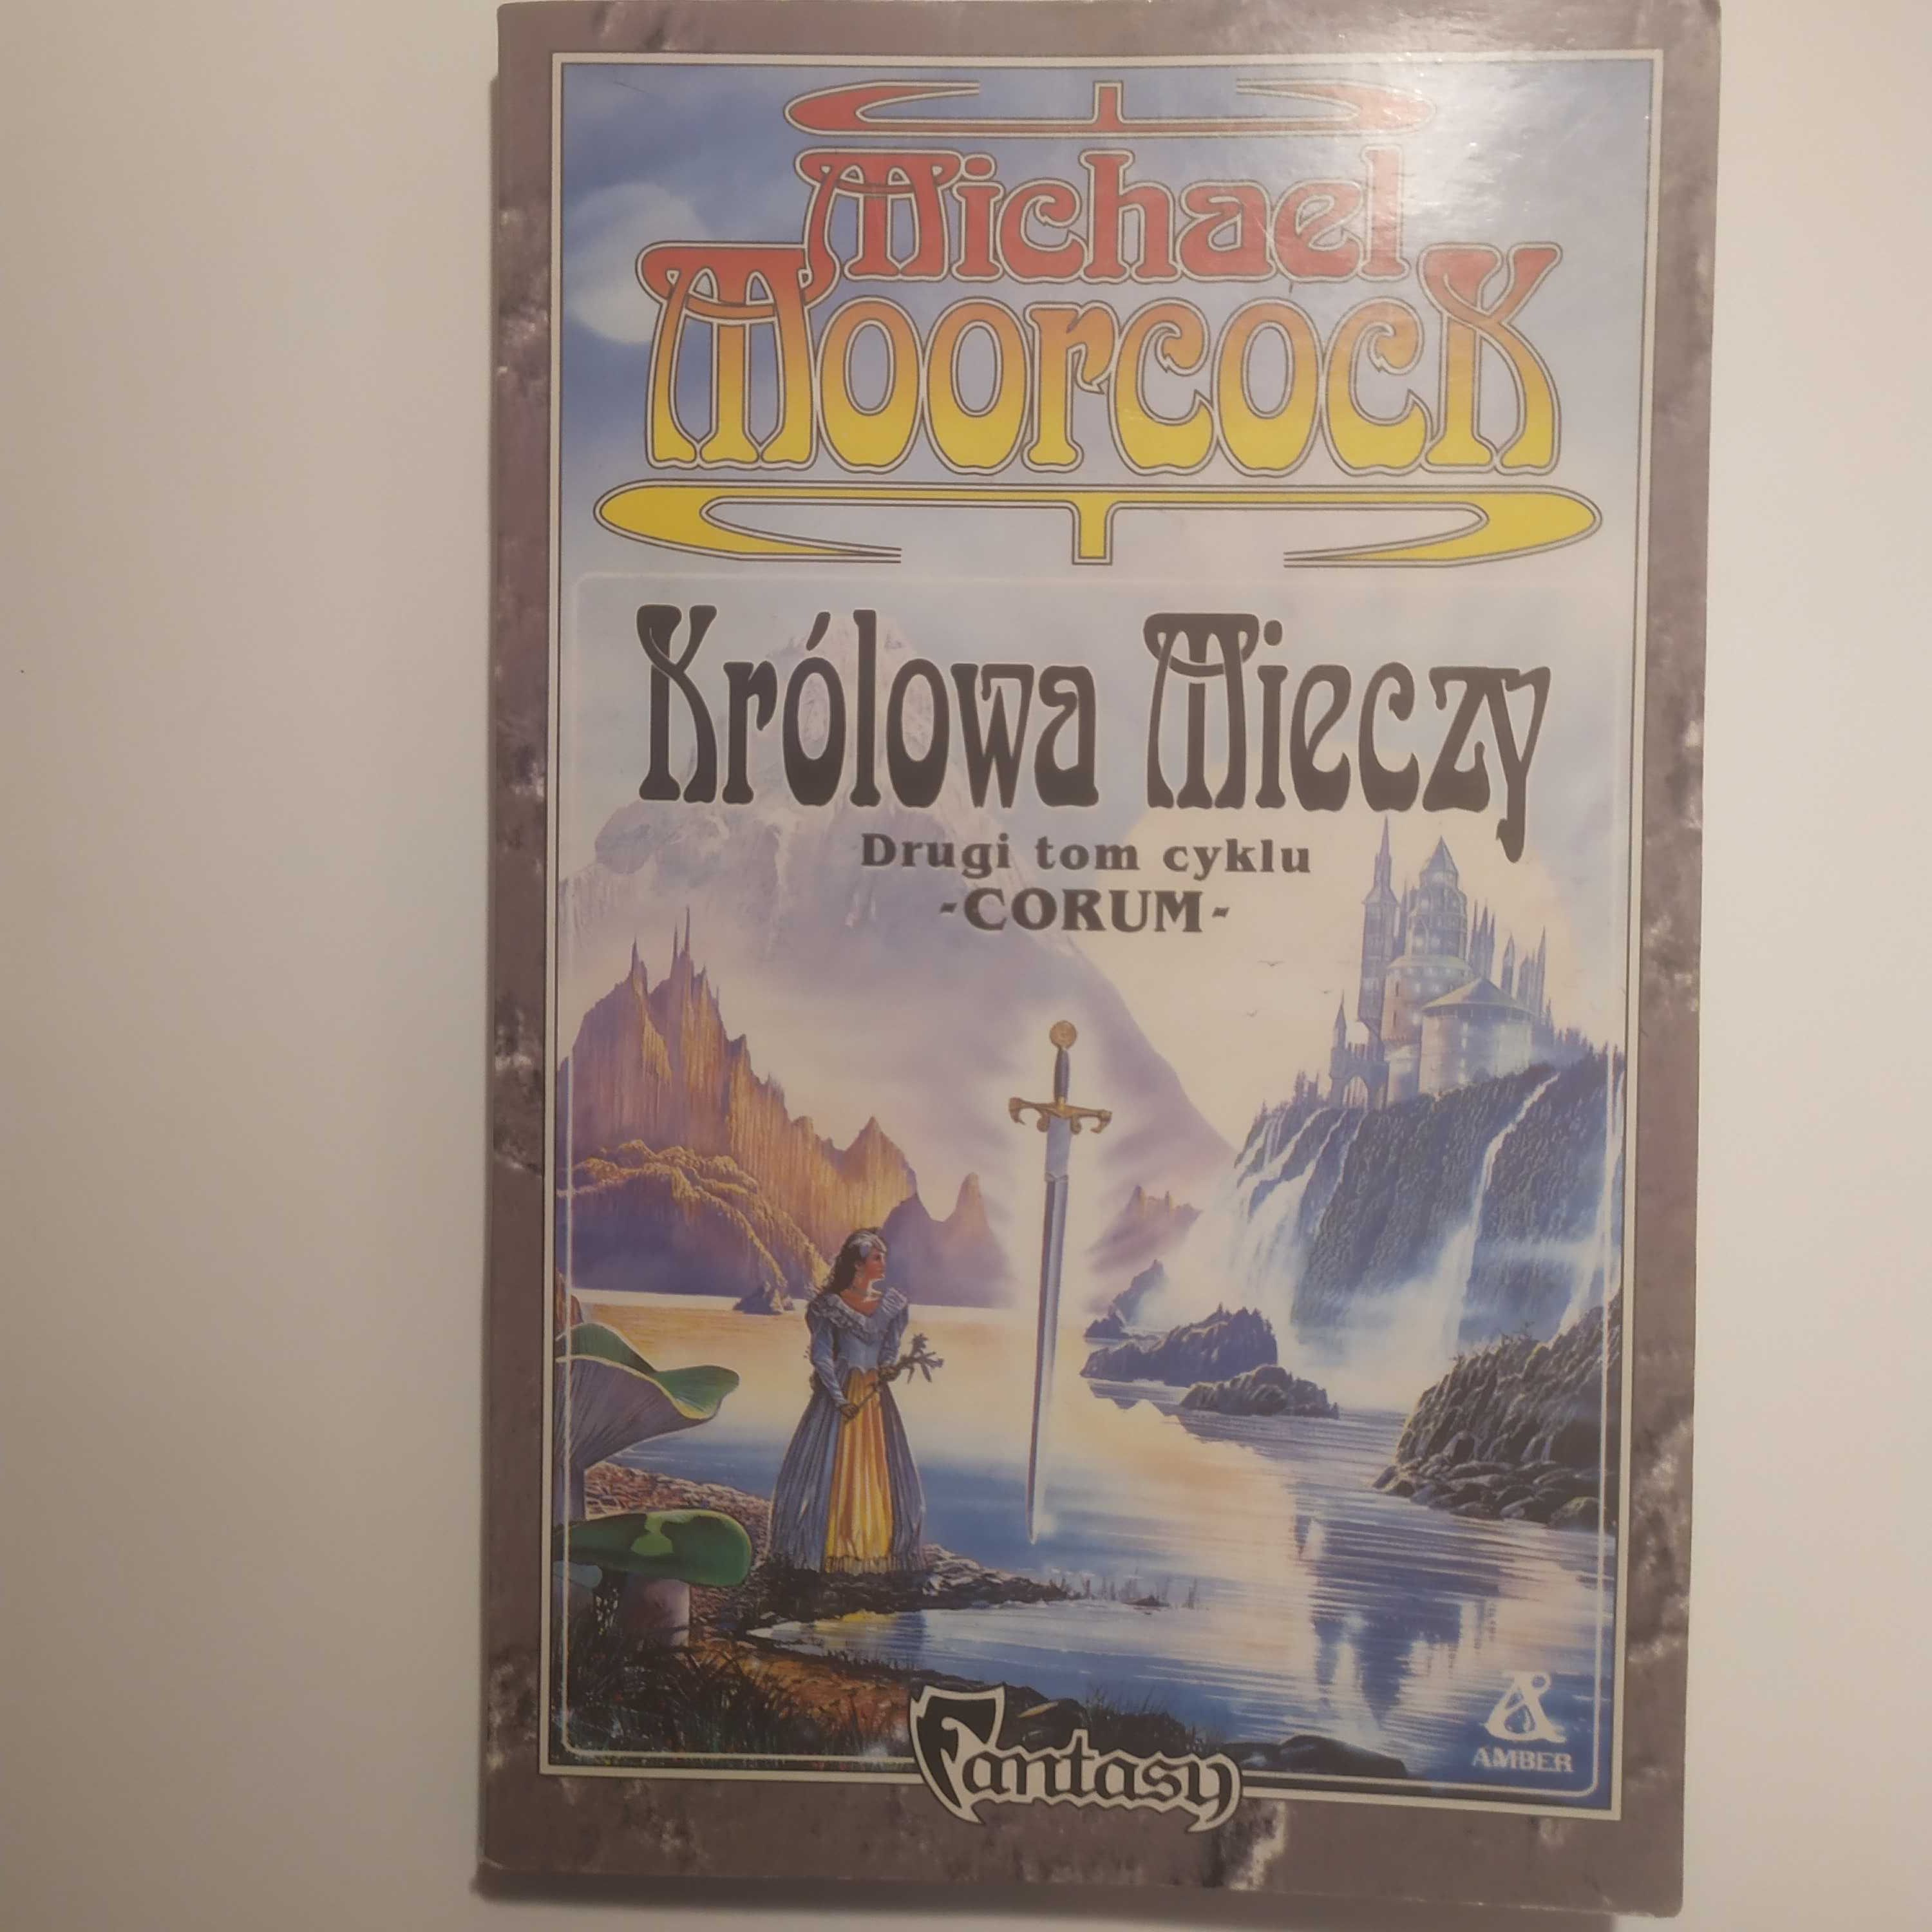 Michael
Moorcock
Królowa Mieczy
Drugi tom cyklu
-CORUM-
Fantasy
AMBER